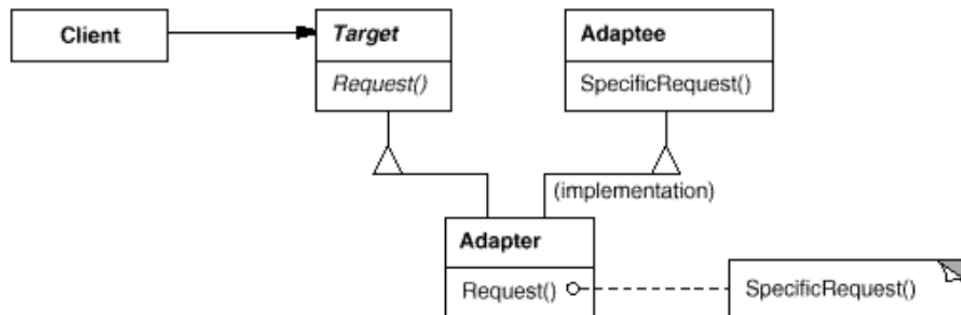 Client
Target
Request()
Adaptee
SpecificRequest()
(implementation)
Adapter
Request()
SpecificRequest()